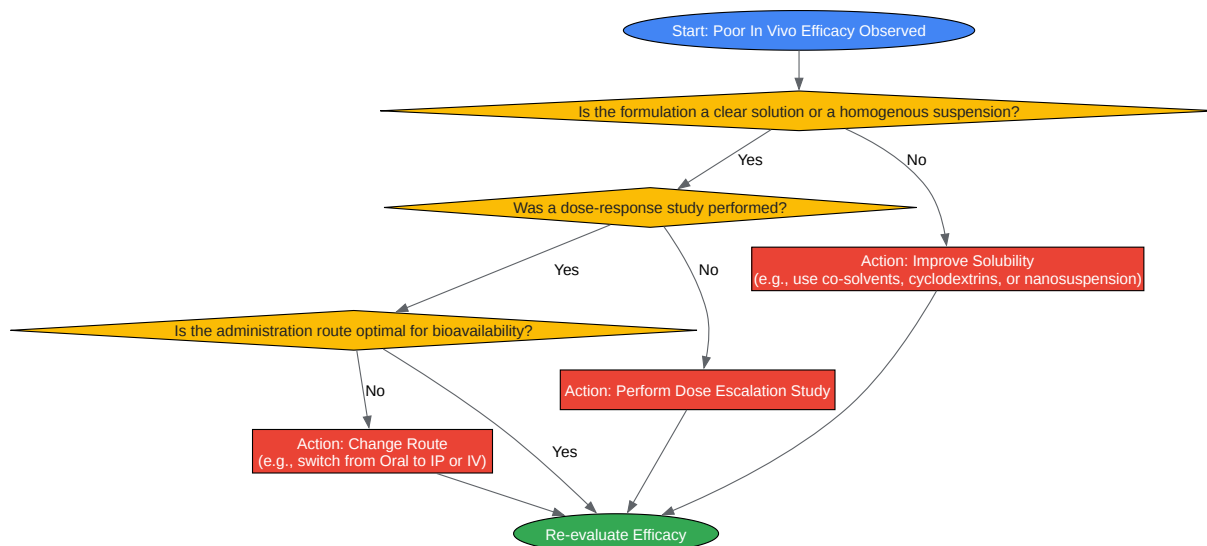 Start: Poor In Vivo Efficacy Observed
Is the formulation a clear solution or a homogenous suspension?
Yes
No
Was a dose-response study performed?
Action: Improve Solubility
(e.g., use co-solvents, cyclodextrins, or nanosuspension)
Yes
No
Is the administration route optimal for bioavailability?
No
Action: Perform Dose Escalation Study
Action: Change Route
(e.g., switch from Oral to IP or IV)
Yes
Re-evaluate Efficacy